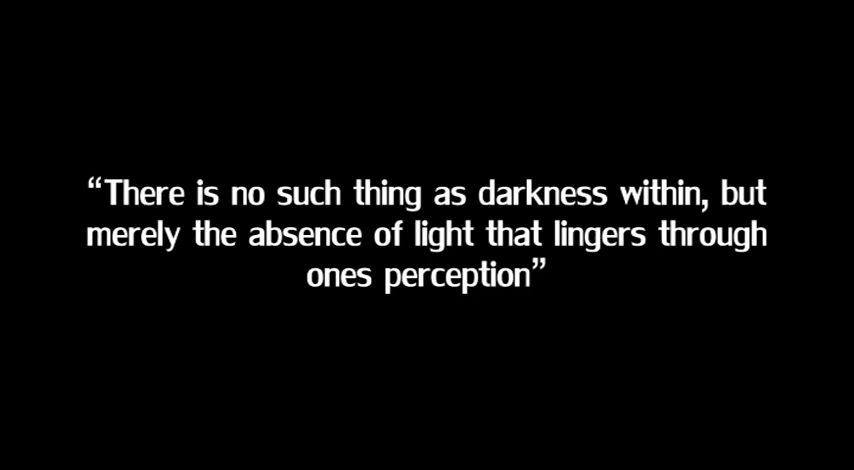 “There is no such thing as darkness within, but
merely the absence of light that lingers through
ones perception”